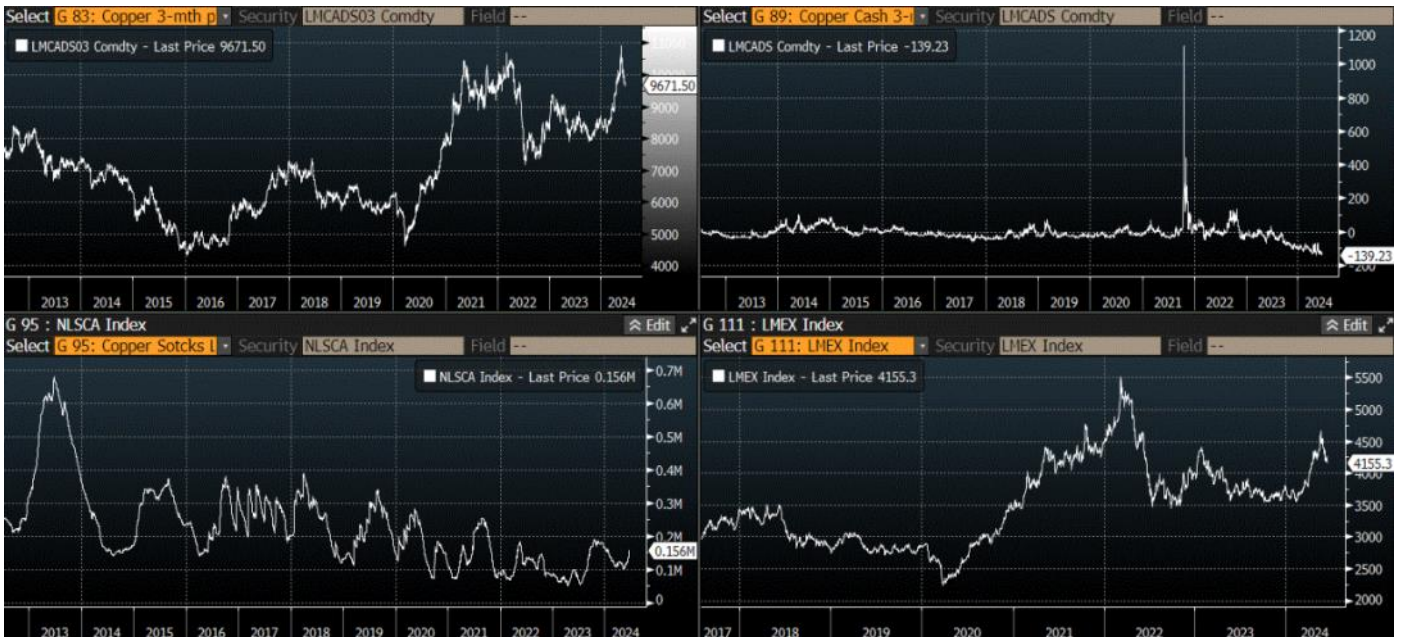 Select G 83: Copper 3-mth p Security LMCADS03 Comdty Field --
LMCADS03 Comdty - Last Price 9671.50
11000
10000
9671.50
9000
8000
7000
6000
5000
4000
2013 2014 2015 2016 2017 2018 2019 2020 2021 2022 2023 2024
Select G 89: Copper Cash 3-m Security LMCADS Comdty Field --
LMCADS Comdty - Last Price -139.23
1200
1000
800
600
400
200
0
-139.23
-200
2013 2014 2015 2016 2017 2018 2019 2020 2021 2022 2023 2024
G 95 : NLSCA Index Edit
Select G 95: Copper Sotcks L Security NLSCA Index Field --
NLSCA Index - Last Price 0.156M
0.7M
0.6M
0.5M
0.4M
0.3M
0.2M
0.156M
0.1M
0
2013 2014 2015 2016 2017 2018 2019 2020 2021 2022 2023 2024
G 111 : LMEX Index Edit
Select G 111: LMEX Index Security LMEX Index Field --
LMEX Index - Last Price 4155.3
5500
5000
4500
4155.3
4000
3500
3000
2500
2000
2017 2018 2019 2020 2021 2022 2023 2024